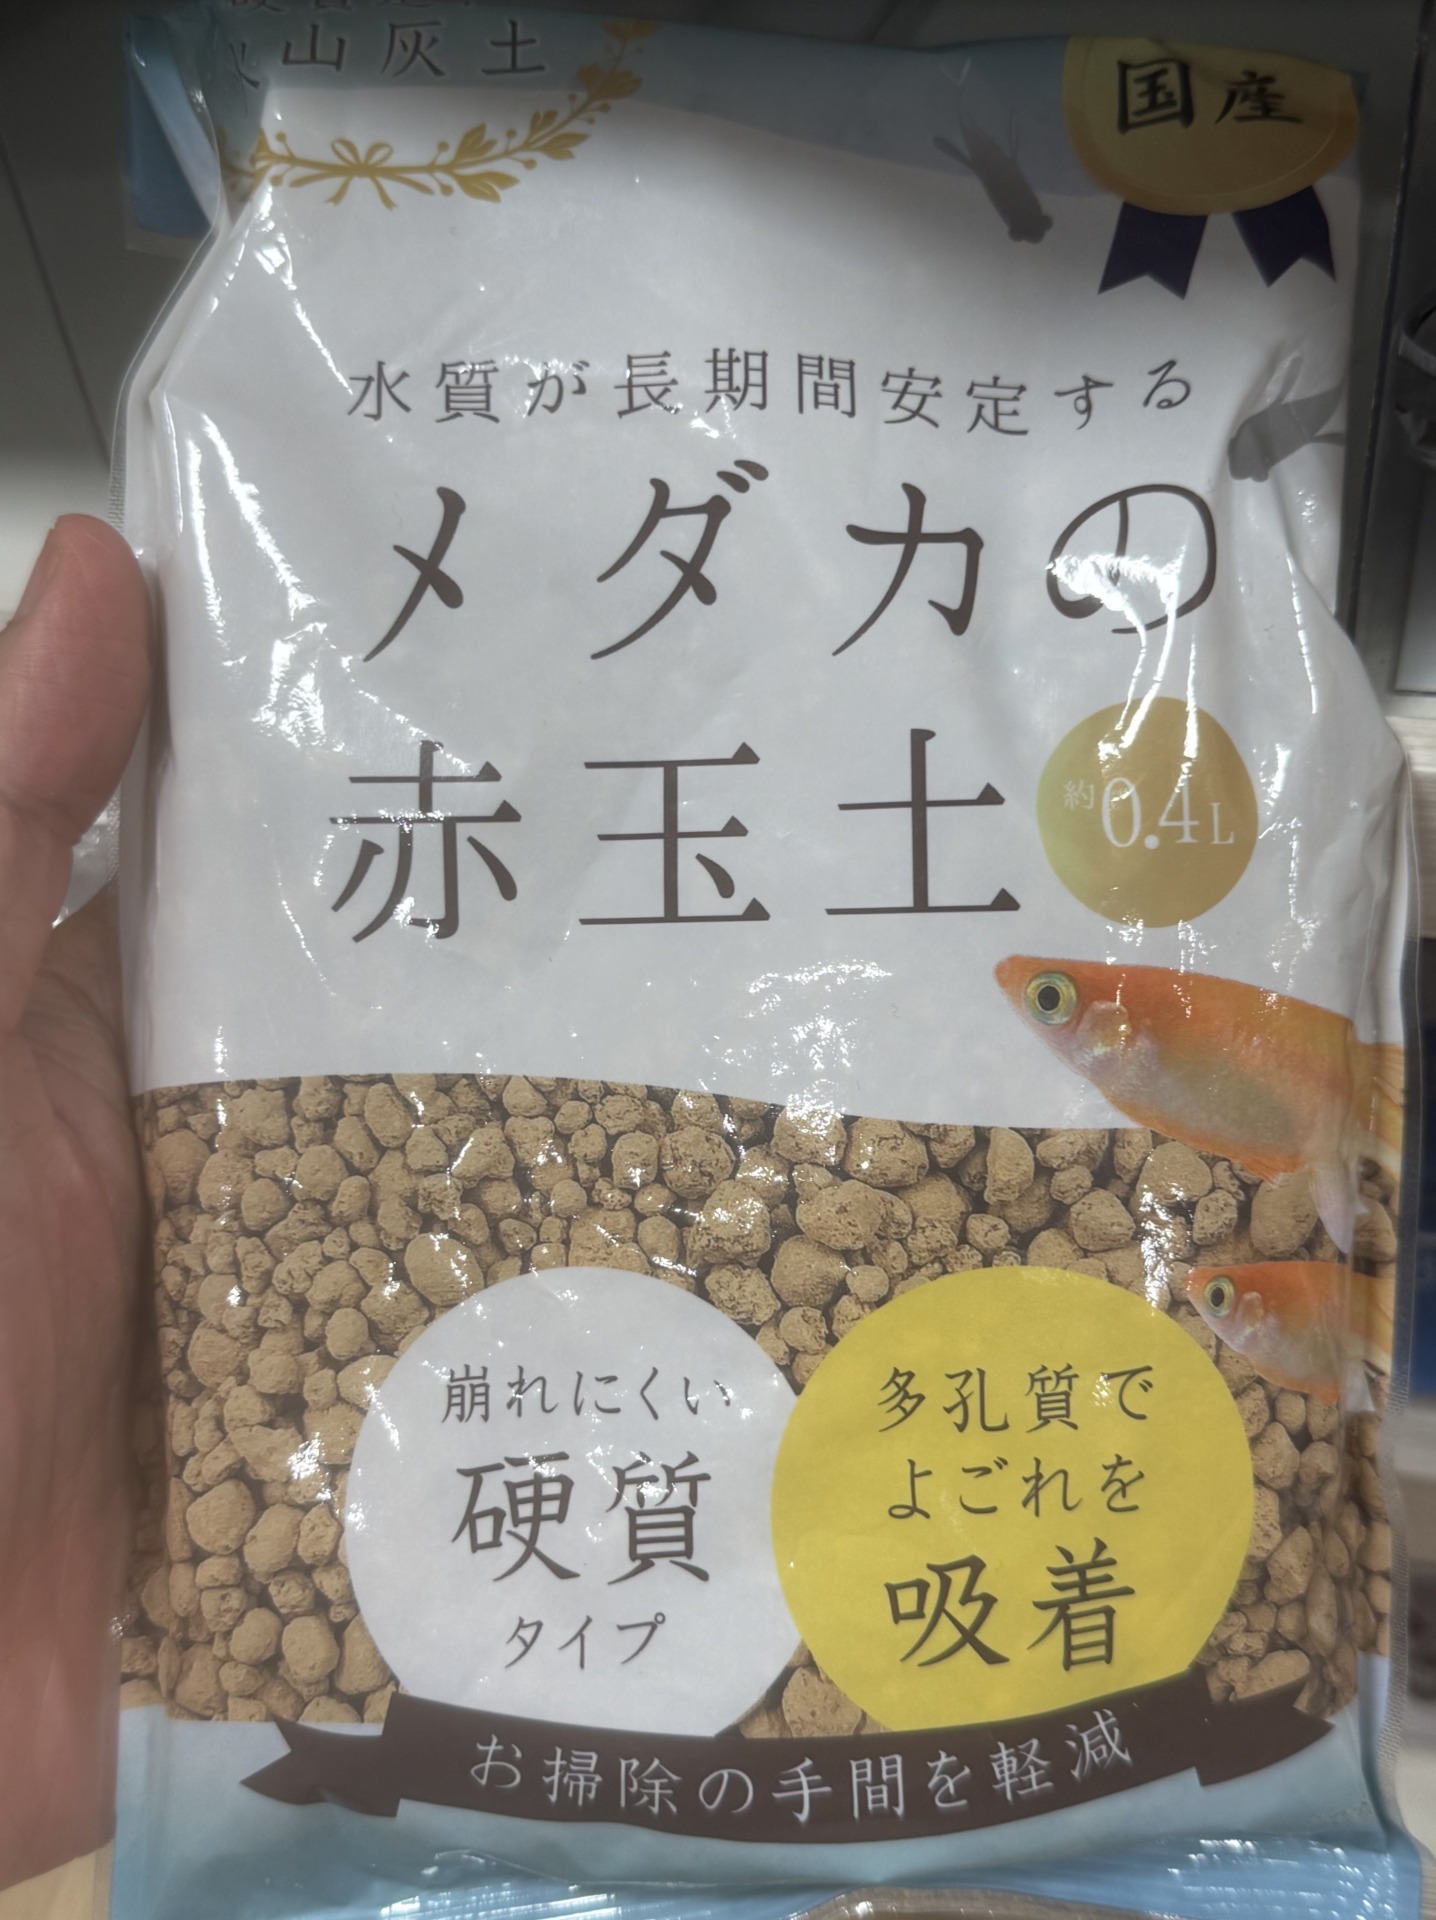 火山灰土
国産
水質が長期間安定する
メダカの
赤玉土
約0.4L
崩れにくい
硬質
タイプ
多孔質で
よごれを
吸着
お掃除の手間を軽減